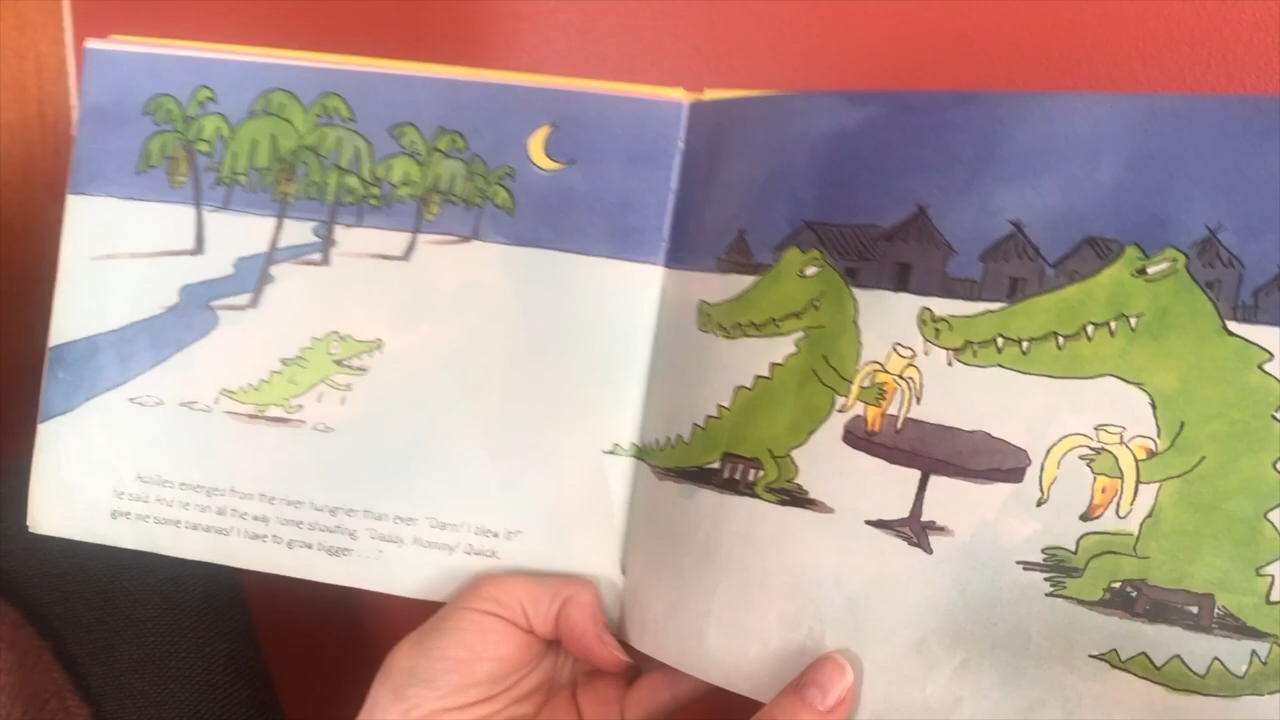 Achilles emerged from the river hungrier than ever. "Darn! I blew it!"
he said. And he ran all the way home shouting, "Daddy, Mommy! Quick,
give me some bananas! I have to grow bigger . . ."